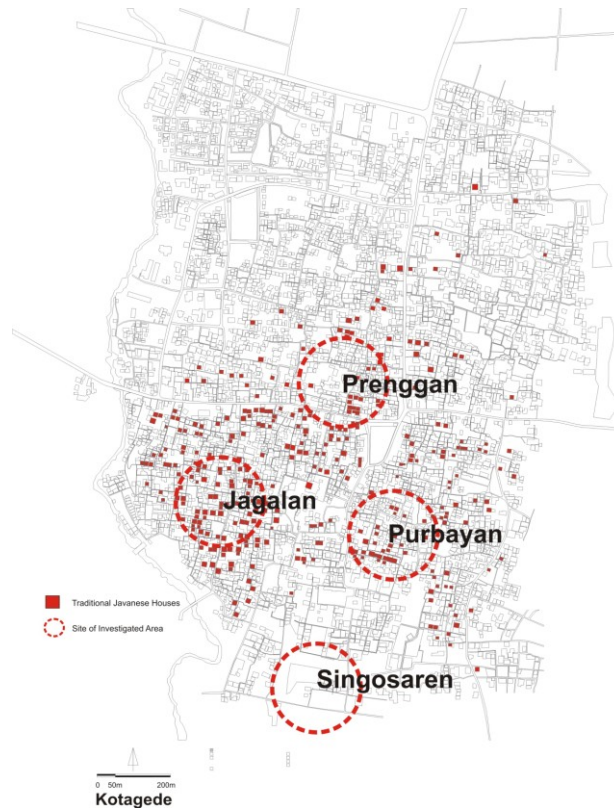 Prenggan
Jagalan
Purbayan
Traditional Javanese Houses
Site of Investigated Area
Singosaren
0 50m 200m
Kotagede